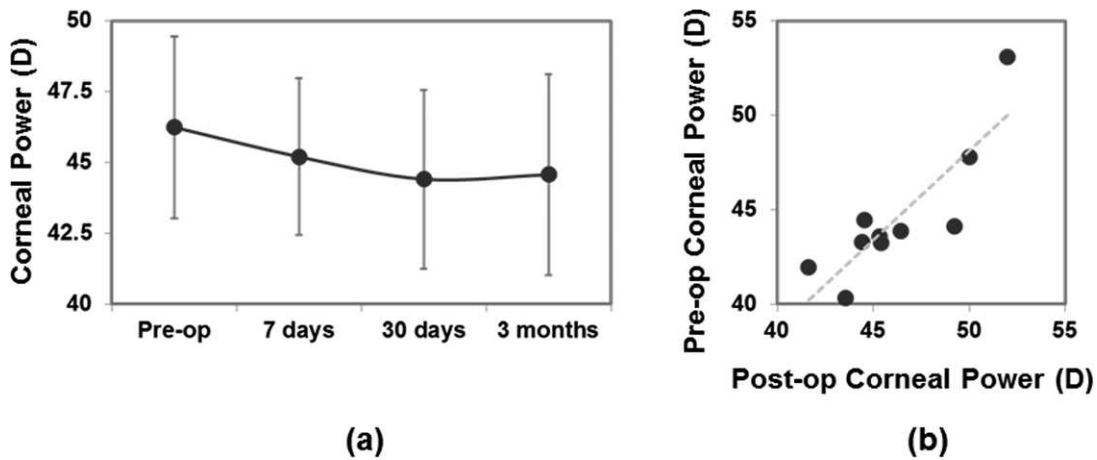 Corneal Power (D)
50
47.5
45
42.5
40
Pre-op
7 days
30 days
3 months
(a)
Pre-op Corneal Power (D)
55
50
45
40
40
45
50
55
Post-op Corneal Power (D)
(b)